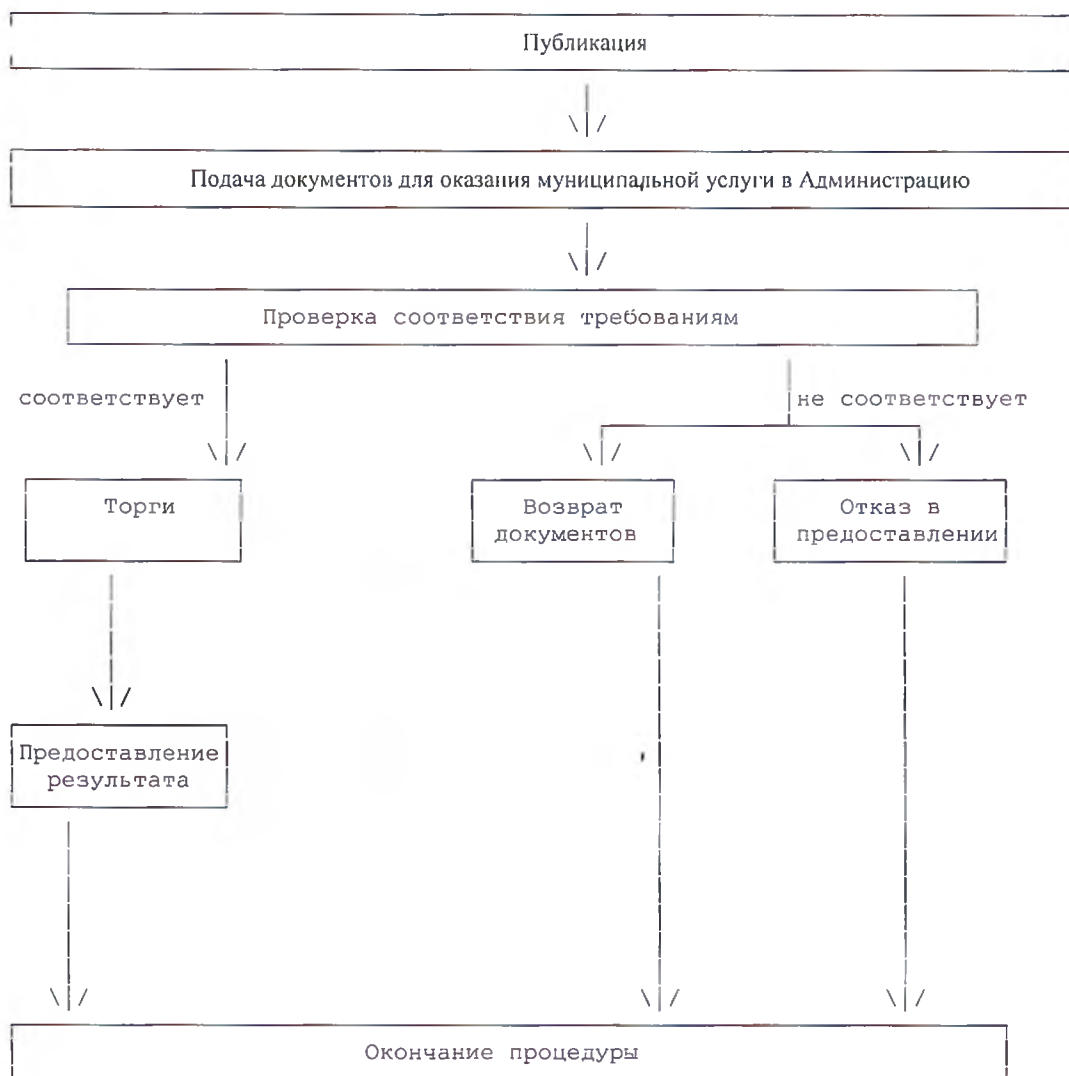 Публикация
Подача документов для оказания муниципальной услуги в Администрацию
Проверка соответствия требованиям
соответствует
не соответствует
Торги
Возврат
документов
Отказ в
предоставлении
Предоставление
результата
Окончание процедуры